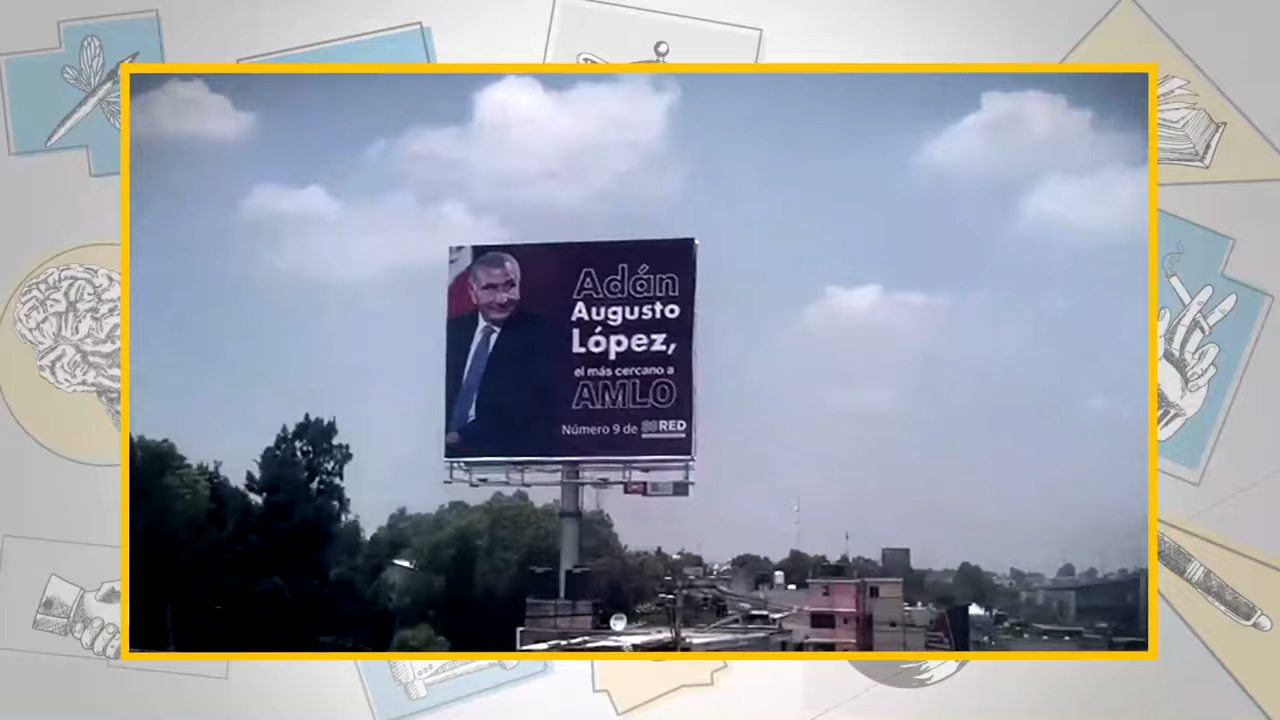 Adán
Augusto
López,
el más cercano a
AMLO
Número 9 de RED